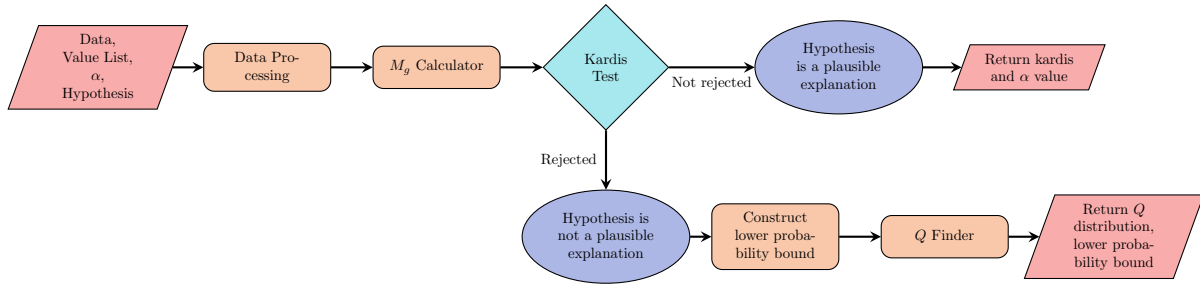 Data,
Value List,
α,
Hypothesis
Data Pro-
cessing
M_g Calculator
Kardis
Test
Not rejected
Hypothesis
is a plausible
explanation
Return kardis
and α value
Rejected
Hypothesis is
not a plausible
explanation
Construct
lower proba-
bility bound
Q Finder
Return Q
distribution,
lower proba-
bility bound